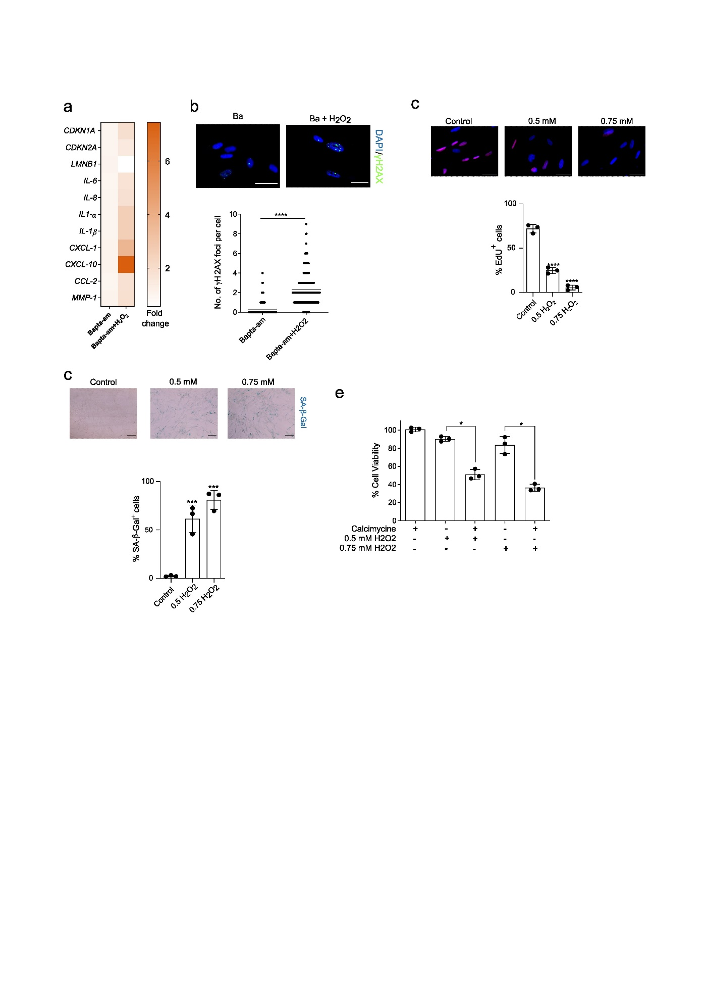 a
CDKN1A
CDKN2A
LMNB1
IL-6
IL-8
IL1-α
IL-1β
CXCL-1
CXCL-10
CCL-2
MMP-1
Bapta-am
Bapta-am+H₂O₂
6
4
2
Fold
change
b
Ba
Ba + H₂O₂
DAPI/γH2AX
No. of γH2AX foci per cell
10
8
6
4
2
0
****
Bapta-am
Bapta-am+H2O2
c
Control
0.5 mM
0.75 mM
% EdU⁺ cells
100
50
0
****
****
Control
0.5 H₂O₂
0.75 H₂O₂
c
Control
0.5 mM
0.75 mM
SA-β-Gal
% SA-β-Gal⁺ cells
100
50
0
***
***
Control
0.5 H₂O₂
0.75 H₂O₂
e
% Cell Viability
100
80
60
40
20
0
*
*
Calcimycine + - + - +
0.5 mM H2O2 - + + - -
0.75 mM H2O2 - - - + +